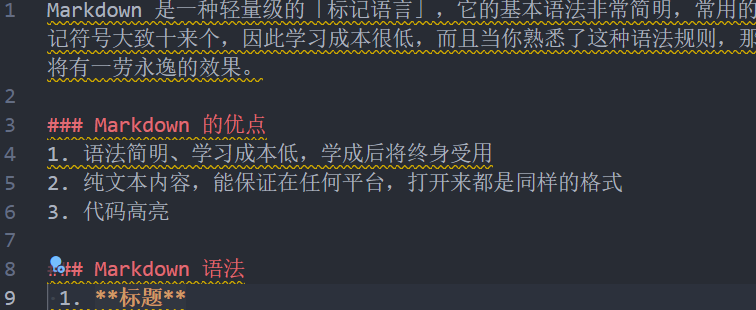 1 Markdown 是一种轻量级的「标记语言」，它的基本语法非常简明，常用的
记符号大致十来个，因此学习成本很低，而且当你熟悉了这种语法规则，那
将有一劳永逸的效果。
2
3 ### Markdown 的优点
4 1. 语法简明、学习成本低，学成后将终身受用
5 2. 纯文本内容，能保证在任何平台，打开来都是同样的格式
6 3. 代码高亮
7
8 ### Markdown 语法
9 1. **标题**